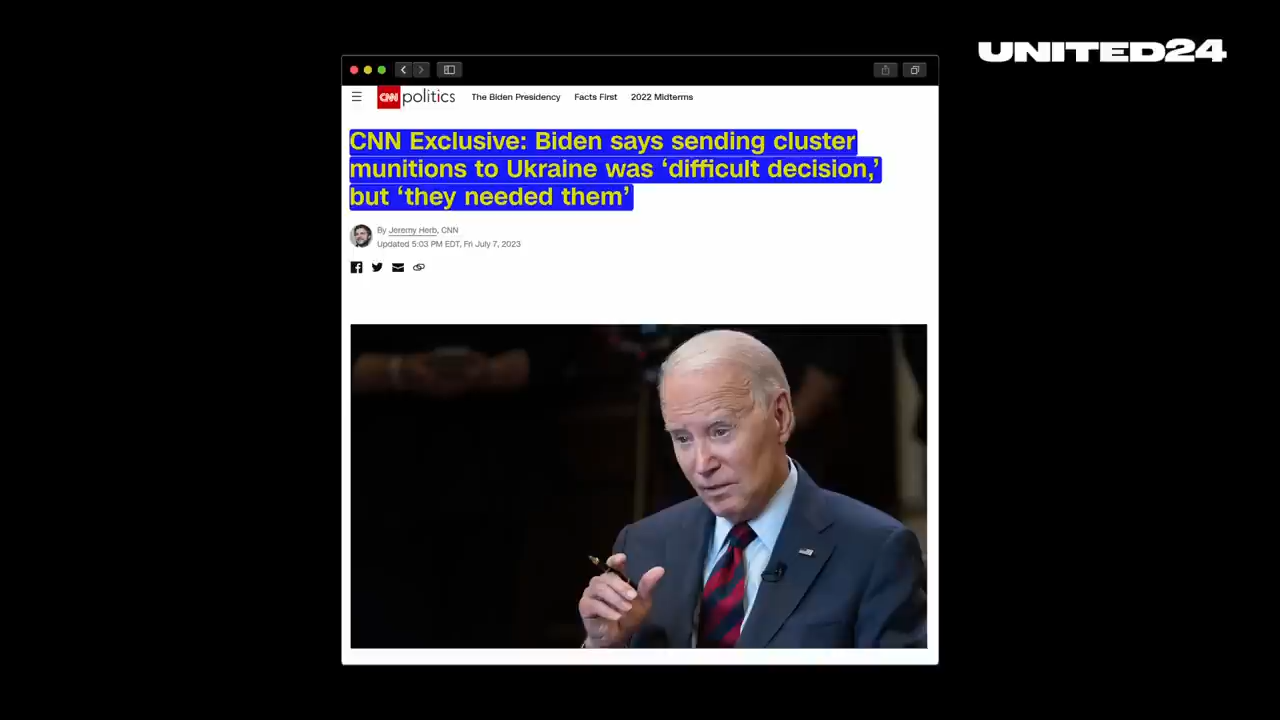 UNITED24
CNN politics The Biden Presidency Facts First 2022 Midterms
CNN Exclusive: Biden says sending cluster
munitions to Ukraine was ‘difficult decision,’
but ‘they needed them’
By Jeremy Herb, CNN
Updated 5:03 PM EDT, Fri July 7, 2023